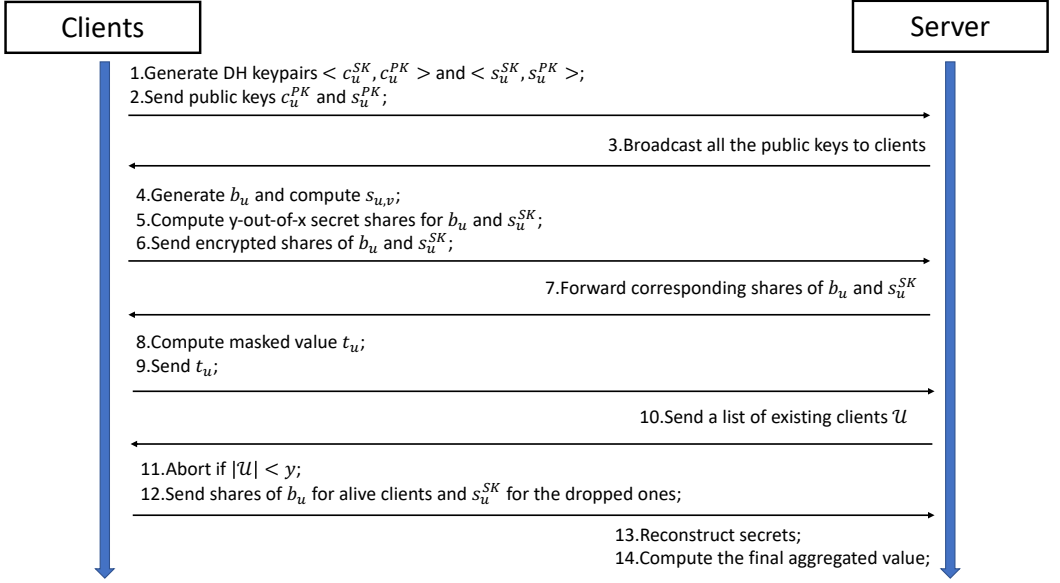 Clients
Server
1.Generate DH keypairs < c_u^{SK}, c_u^{PK} > and < s_u^{SK}, s_u^{PK} >;
2.Send public keys c_u^{PK} and s_u^{PK};
3.Broadcast all the public keys to clients
4.Generate b_u and compute s_{u,v};
5.Compute y-out-of-x secret shares for b_u and s_u^{SK};
6.Send encrypted shares of b_u and s_u^{SK};
7.Forward corresponding shares of b_u and s_u^{SK}
8.Compute masked value t_u;
9.Send t_u;
10.Send a list of existing clients 𝒰
11.Abort if |𝒰| < y;
12.Send shares of b_u for alive clients and s_u^{SK} for the dropped ones;
13.Reconstruct secrets;
14.Compute the final aggregated value;